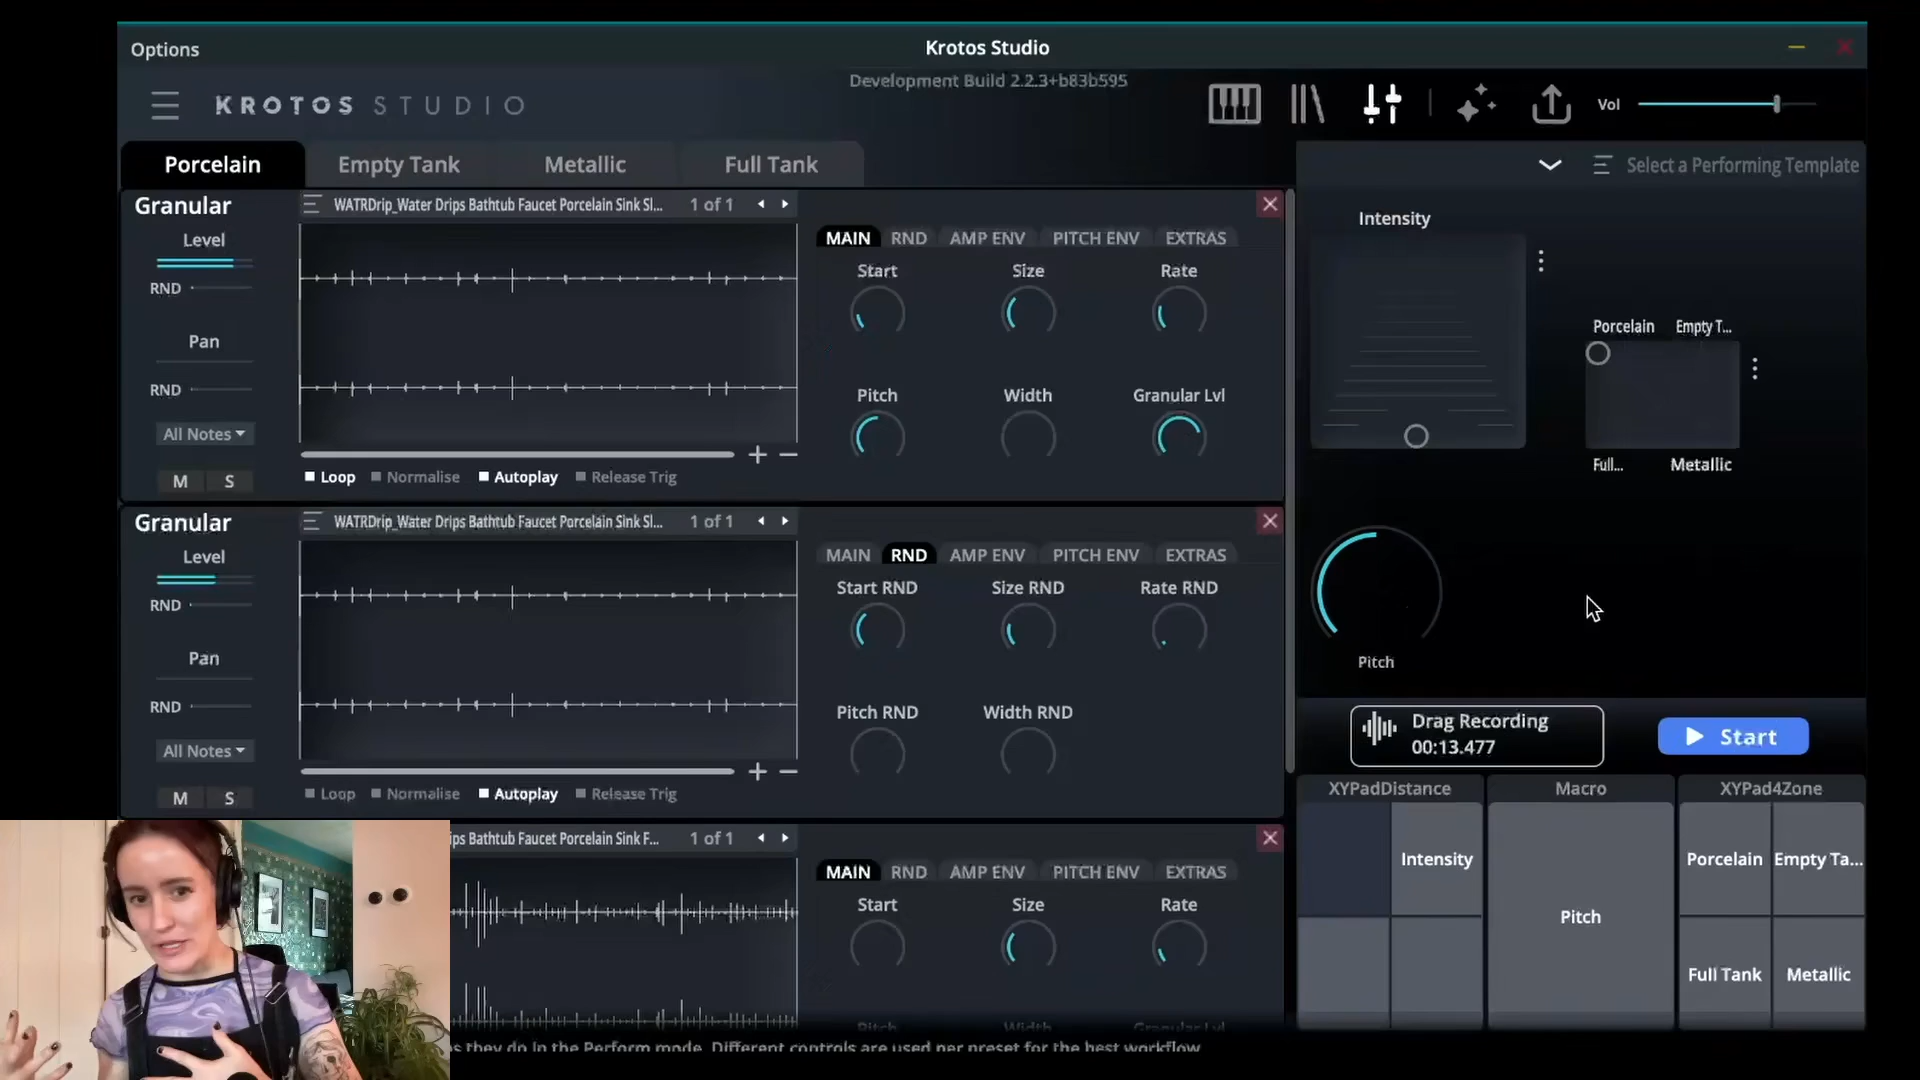 Options
Krotos Studio
Development Build 2.2.3+b83b595
KROTOS STUDIO
Vol
Porcelain
Empty Tank
Metallic
Full Tank
Select a Performing Template
Granular
WATRDrip_Water Drips Bathtub Faucet Porcelain Sink Sl...
1 of 1
Level
RND
Pan
RND
All Notes
M
S
Loop
Normalise
Autoplay
Release Trig
MAIN
RND
AMP ENV
PITCH ENV
EXTRAS
Start
Size
Rate
Pitch
Width
Granular Lvl
Granular
WATRDrip_Water Drips Bathtub Faucet Porcelain Sink Sl...
1 of 1
Level
RND
Pan
RND
All Notes
M
S
Loop
Normalise
Autoplay
Release Trig
MAIN
RND
AMP ENV
PITCH ENV
EXTRAS
Start RND
Size RND
Rate RND
Pitch RND
Width RND
ips Bathtub Faucet Porcelain Sink F...
1 of 1
MAIN
RND
AMP ENV
PITCH ENV
EXTRAS
Start
Size
Rate
Pitch
Width
Granular Lvl
s they do in the Perform mode. Different controls are used per preset for the best workflow
Intensity
Porcelain
Empty T...
Full...
Metallic
Pitch
Drag Recording
00:13.477
Start
XYPadDistance
Macro
XYPad4Zone
Intensity
Pitch
Porcelain
Empty Ta...
Full Tank
Metallic